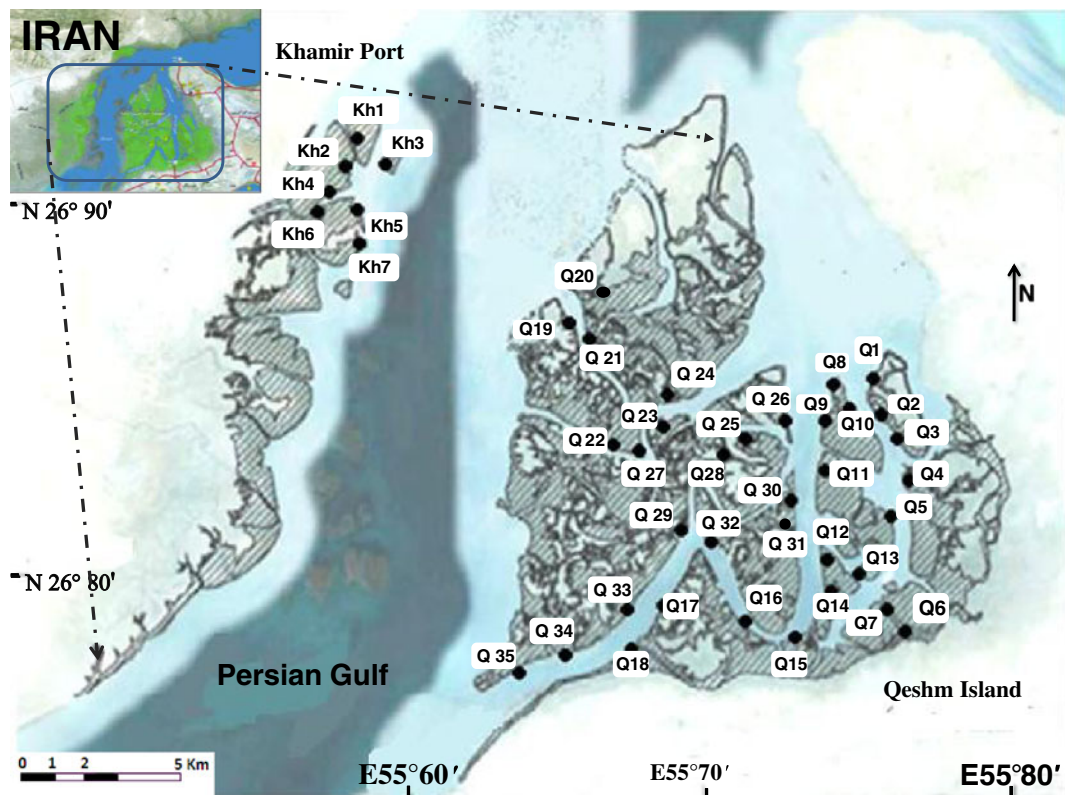 IRAN
Khamir Port
Kh1
Kh2
Kh3
Kh4
N 26° 90'
Kh6
Kh5
Kh7
Q20
N
Q19
Q 21
Q8
Q1
Q 24
Q 26
Q9
Q2
Q 23
Q10
Q 25
Q3
Q 22
Q 27
Q28
Q11
Q4
Q 30
Q5
Q 29
Q 32
Q 31
Q12
Q13
N 26° 80'
Q 33
Q17
Q16
Q14
Q7
Q6
Q 34
Q 35
Q18
Q15
Persian Gulf
Qeshm Island
0 1 2 5 Km
E55°60′
E55°70′
E55°80′